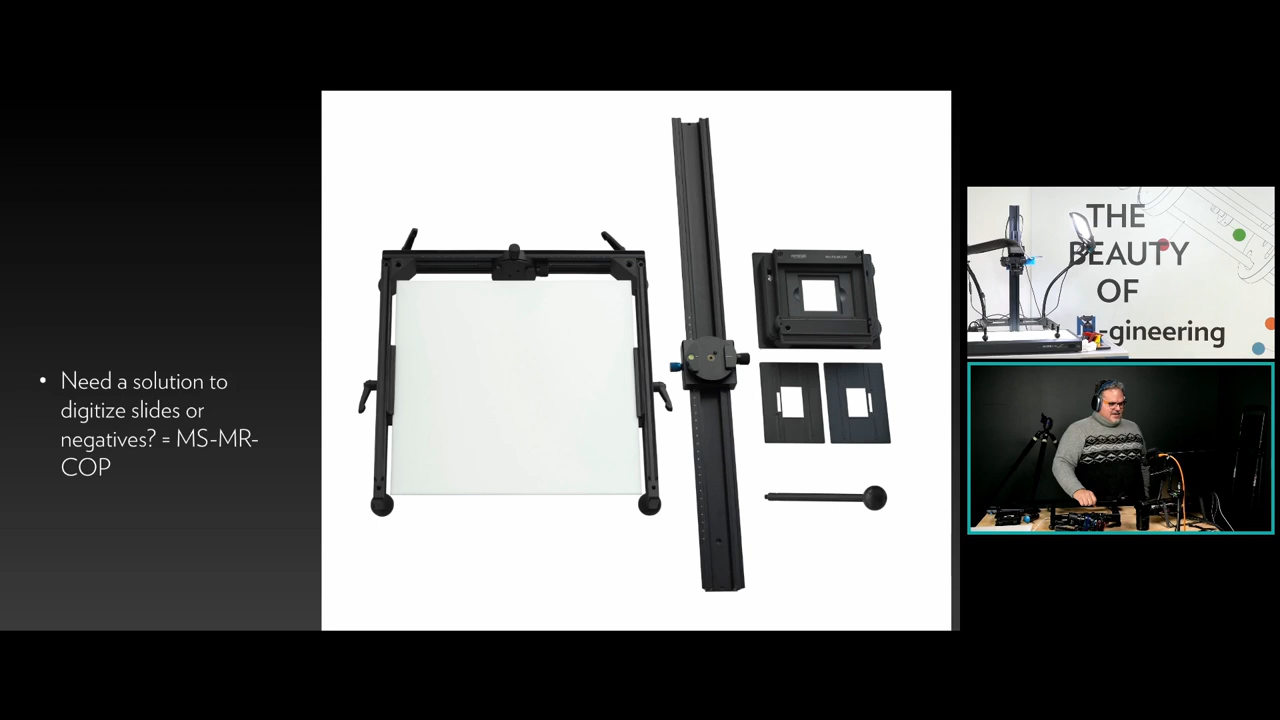 • Need a solution to
digitize slides or
negatives? = MS-MR-
COP
THE
BEAUTY
OF
-gineering